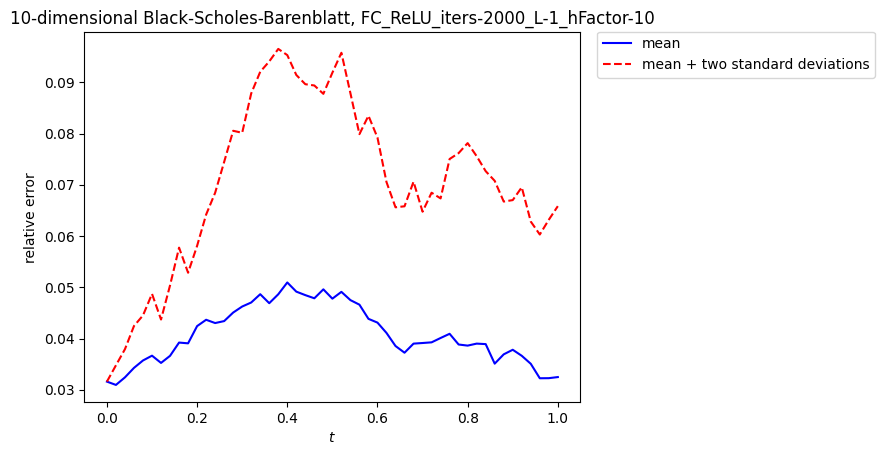 10-dimensional Black-Scholes-Barenblatt, FC_ReLU_iters-2000_L-1_hFactor-10
mean
mean + two standard deviations
relative error
0.09
0.08
0.07
0.06
0.05
0.04
0.03
0.0 0.2 0.4 0.6 0.8 1.0
t